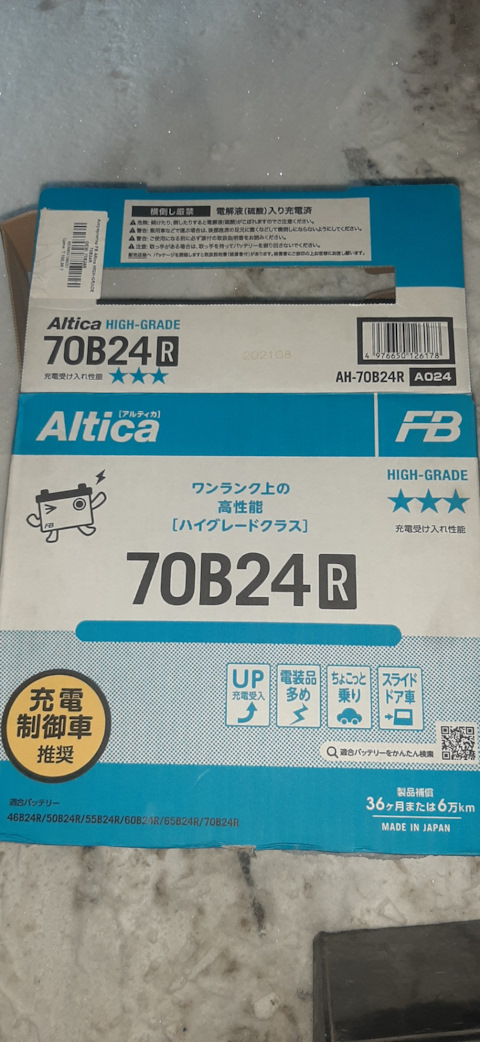 横倒し厳禁 電解液(硫酸)入り充電済
Altica HIGH-GRADE
70B24 R
充電受け入れ性能 ★★★
202108
4 976650 126178
AH-70B24R A024
Altica [アルティカ]
FB
HIGH-GRADE
★★★
充電受け入れ性能
ワンランク上の
高性能
[ハイグレードクラス]
FB
70B24 R
UP
充電受入
電装品
多め
ちょこっと
乗り
スライド
ドア車
充電
制御車
推奨
適合バッテリーをかんたん検索
適合バッテリー
46B24R/50B24R/55B24R/60B24R/65B24R/70B24R
製品補償
36ヶ月または6万km
MADE IN JAPAN